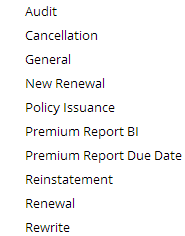 Audit
Cancellation
General
New Renewal
Policy Issuance
Premium Report BI
Premium Report Due Date
Reinstatement
Renewal
Rewrite